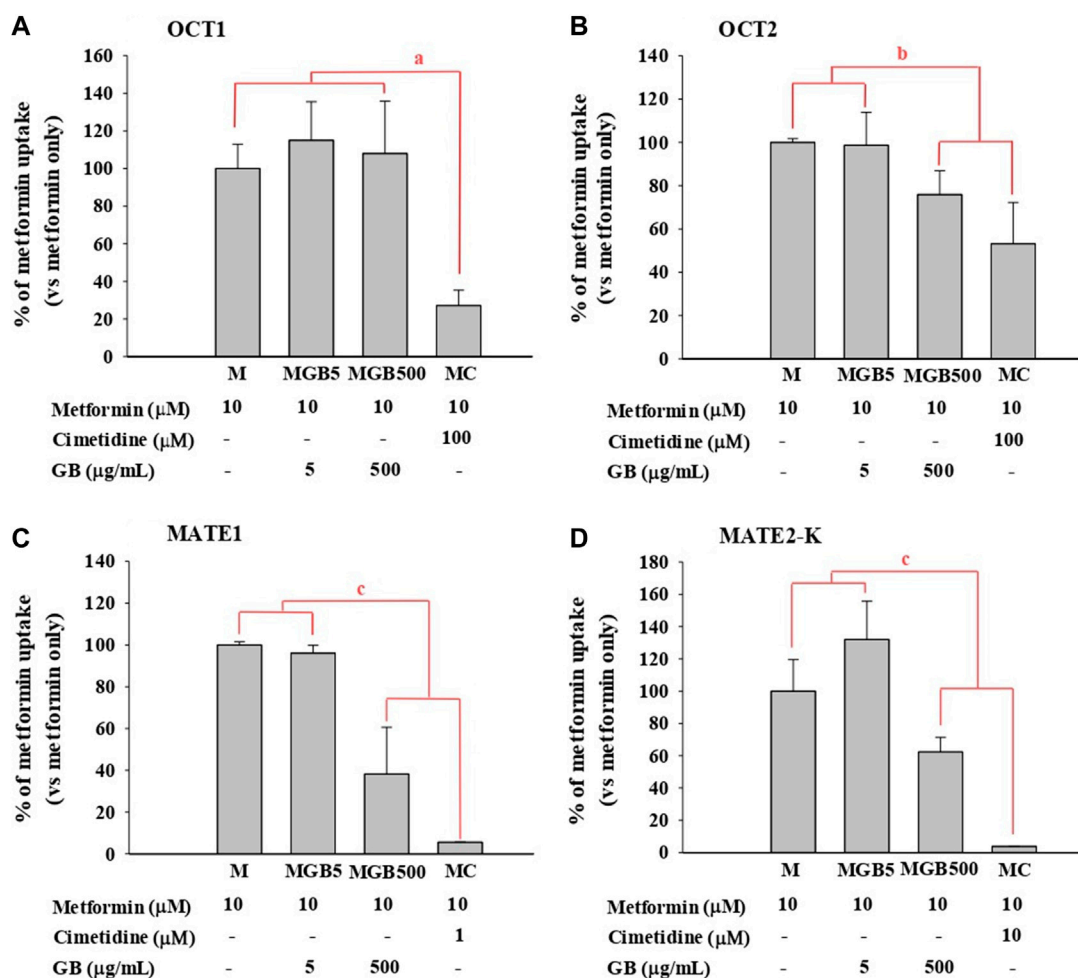 A
OCT1
a
% of metformin uptake
(vs metformin only)
160
140
120
100
80
60
40
20
0
M MGB5 MGB500 MC
Metformin (μM) 10 10 10 10
Cimetidine (μM) - - - 100
GB (μg/mL) - 5 500 -
B
OCT2
b
% of metformin uptake
(vs metformin only)
140
120
100
80
60
40
20
0
M MGB5 MGB500 MC
Metformin (μM) 10 10 10 10
Cimetidine (μM) - - - 100
GB (μg/mL) - 5 500 -
C
MATE1
c
% of metformin uptake
(vs metformin only)
140
120
100
80
60
40
20
0
M MGB5 MGB500 MC
Metformin (μM) 10 10 10 10
Cimetidine (μM) - - - 1
GB (μg/mL) - 5 500 -
D
MATE2-K
c
% of metformin uptake
(vs metformin only)
180
160
140
120
100
80
60
40
20
0
M MGB5 MGB500 MC
Metformin (μM) 10 10 10 10
Cimetidine (μM) - - - 10
GB (μg/mL) - 5 500 -